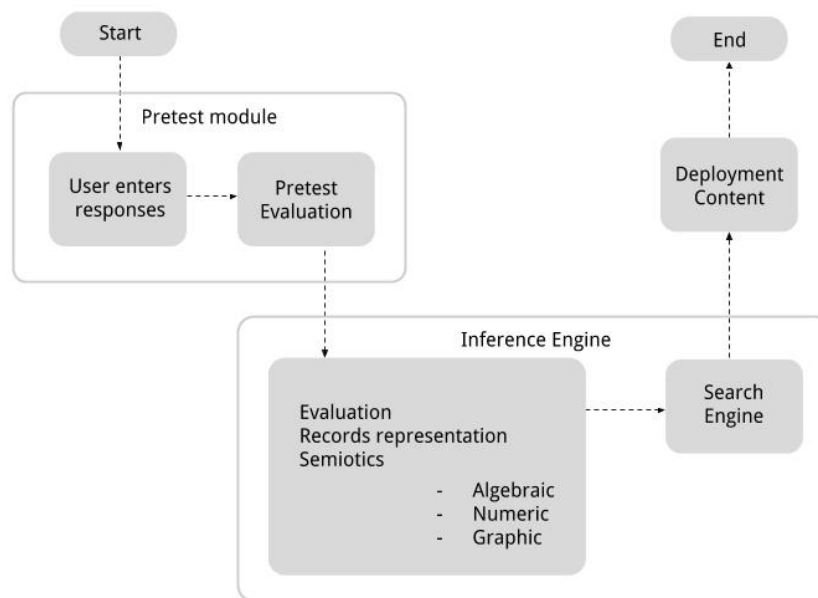 Start
End
Pretest module
User enters
responses
Pretest
Evaluation
Deployment
Content
Inference Engine
Evaluation
Records representation
Semiotics
- Algebraic
- Numeric
- Graphic
Search
Engine